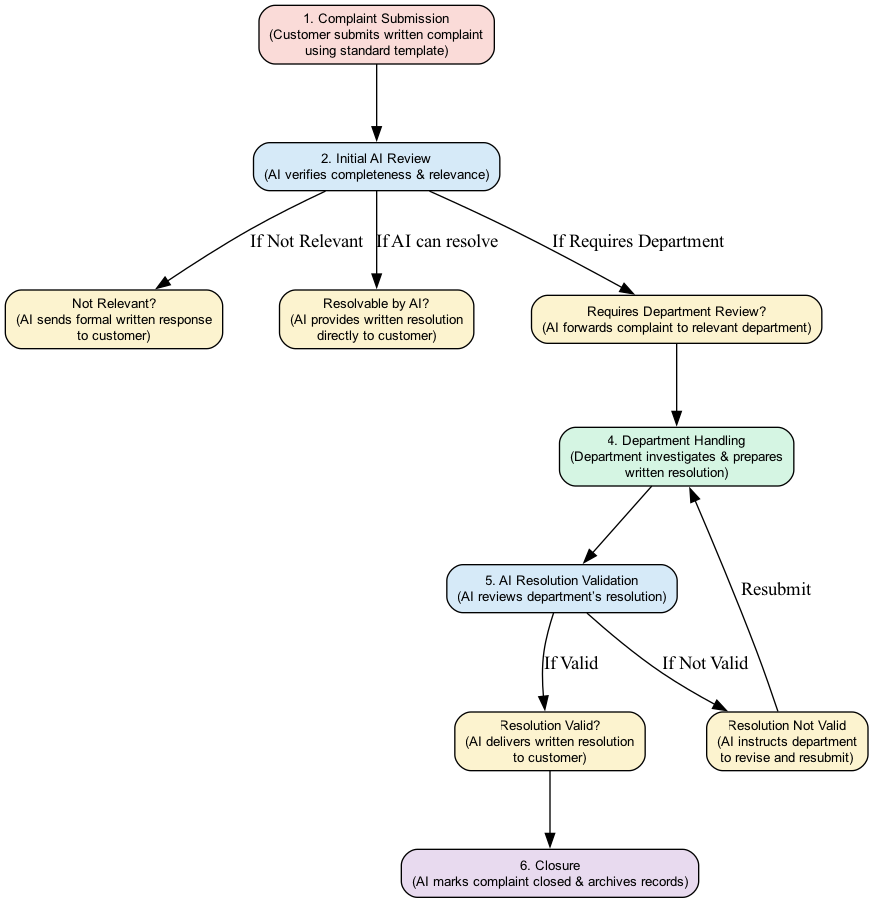 1. Complaint Submission
(Customer submits written complaint
using standard template)
2. Initial AI Review
(AI verifies completeness & relevance)
If Not Relevant
If AI can resolve
If Requires Department
Not Relevant?
(AI sends formal written response
to customer)
Resolvable by AI?
(AI provides written resolution
directly to customer)
Requires Department Review?
(AI forwards complaint to relevant department)
4. Department Handling
(Department investigates & prepares
written resolution)
5. AI Resolution Validation
(AI reviews department's resolution)
Resubmit
If Valid
If Not Valid
Resolution Valid?
(AI delivers written resolution
to customer)
Resolution Not Valid
(AI instructs department
to revise and resubmit)
6. Closure
(AI marks complaint closed & archives records)